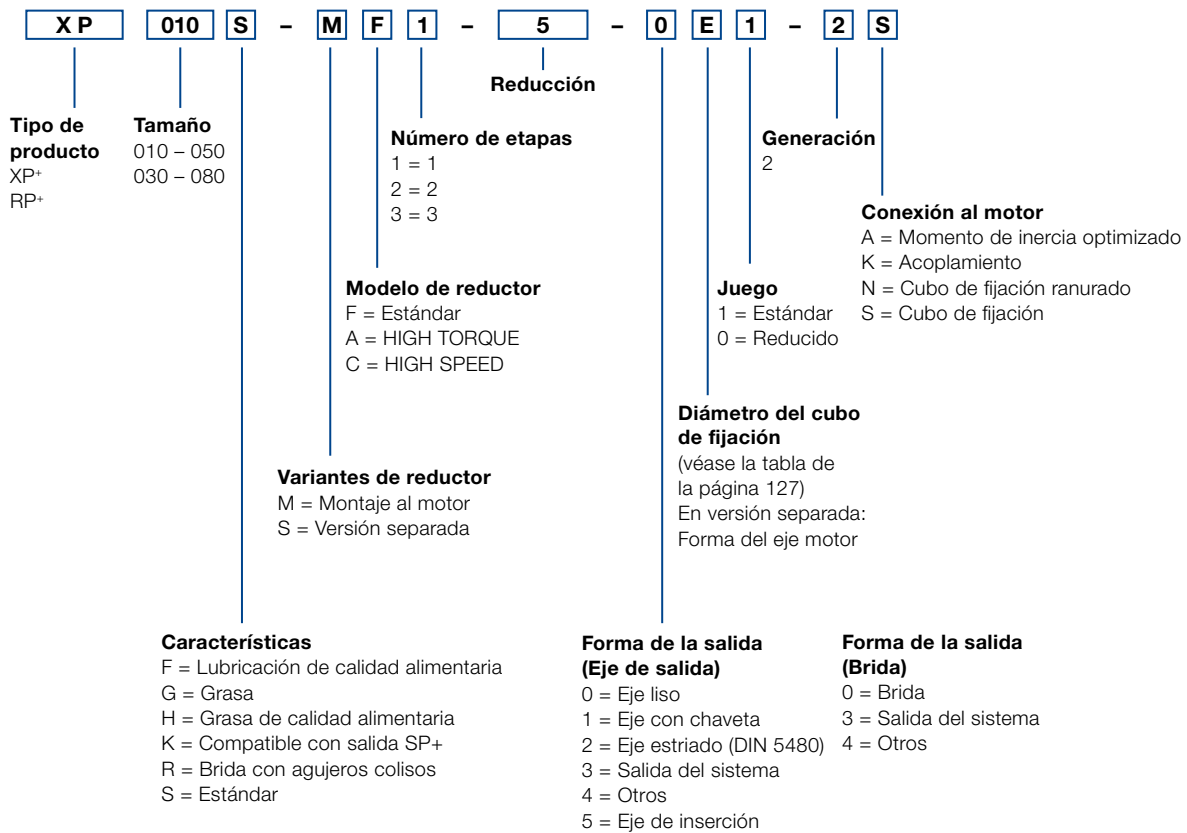 X P 010 S – M F 1 – 5 – 0 E 1 – 2 S
Reducción
Tipo de
producto
XP+
RP+
Tamaño
010 – 050
030 – 080
Número de etapas
1 = 1
2 = 2
3 = 3
Generación
2
Conexión al motor
A = Momento de inercia optimizado
K = Acoplamiento
N = Cubo de fijación ranurado
S = Cubo de fijación
Modelo de reductor
F = Estándar
A = HIGH TORQUE
C = HIGH SPEED
Juego
1 = Estándar
0 = Reducido
Diámetro del cubo
de fijación
(véase la tabla de
la página 127)
En versión separada:
Forma del eje motor
Variantes de reductor
M = Montaje al motor
S = Versión separada
Características
F = Lubricación de calidad alimentaria
G = Grasa
H = Grasa de calidad alimentaria
K = Compatible con salida SP+
R = Brida con agujeros colisos
S = Estándar
Forma de la salida
(Eje de salida)
0 = Eje liso
1 = Eje con chaveta
2 = Eje estriado (DIN 5480)
3 = Salida del sistema
4 = Otros
5 = Eje de inserción
Forma de la salida
(Brida)
0 = Brida
3 = Salida del sistema
4 = Otros